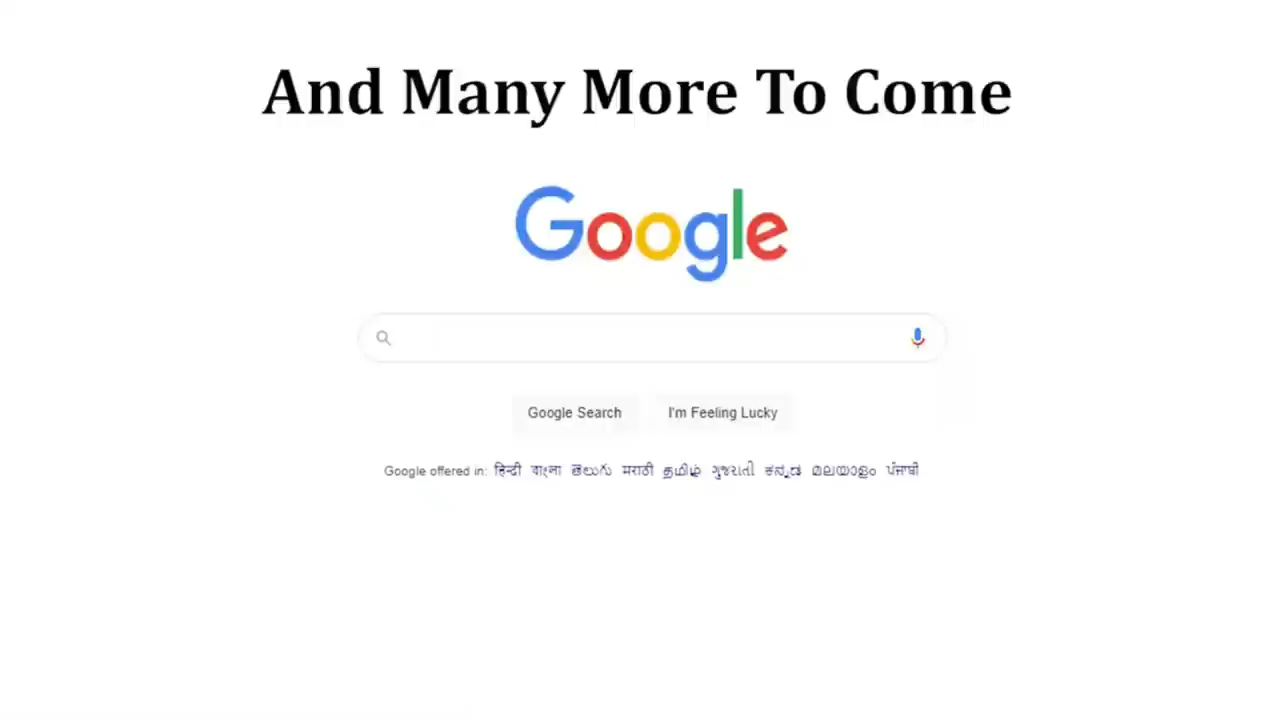 And Many More To Come
Google
Google Search I'm Feeling Lucky
Google offered in: हिन्दी বাংলা తెలుగు मराठी தமிழ் ગુજરાતી ಕನ್ನಡ മലയാളം ਪੰਜਾਬੀ